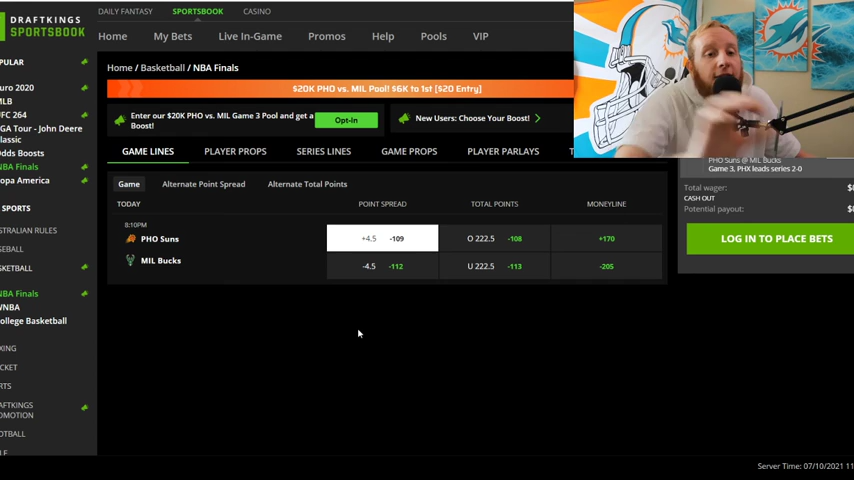 DRAFTKINGS
SPORTSBOOK
DAILY FANTASY SPORTSBOOK CASINO
Home My Bets Live In-Game Promos Help Pools VIP
PULAR
uro 2020
MLB
UFC 264
GA Tour - John Deere
lassic
Odds Boosts
NBA Finals
opa America
SPORTS
STRALIAN RULES
SEBALL
SKETBALL
NBA Finals
WNBA
ollege Basketball
XING
CKET
RTS
AFTKINGS
OMOTION
OTBALL
Home / Basketball / NBA Finals
$20K PHO vs. MIL Pool! $6K to 1st [$20 Entry]
Enter our $20K PHO vs. MIL Game 3 Pool and get a
Boost!
Opt-In
New Users: Choose Your Boost!
GAME LINES PLAYER PROPS SERIES LINES GAME PROPS PLAYER PARLAYS T
Game Alternate Point Spread Alternate Total Points
TODAY POINT SPREAD TOTAL POINTS MONEYLINE
8:10PM
PHO Suns +4.5 -109 O 222.5 -108 +170
MIL Bucks -4.5 -112 U 222.5 -113 -205
PHO Suns @ MIL Bucks
Game 3, PHX leads series 2-0
Total wager:
CASH OUT
Potential payout:
LOG IN TO PLACE BETS
Server Time: 07/10/2021 11